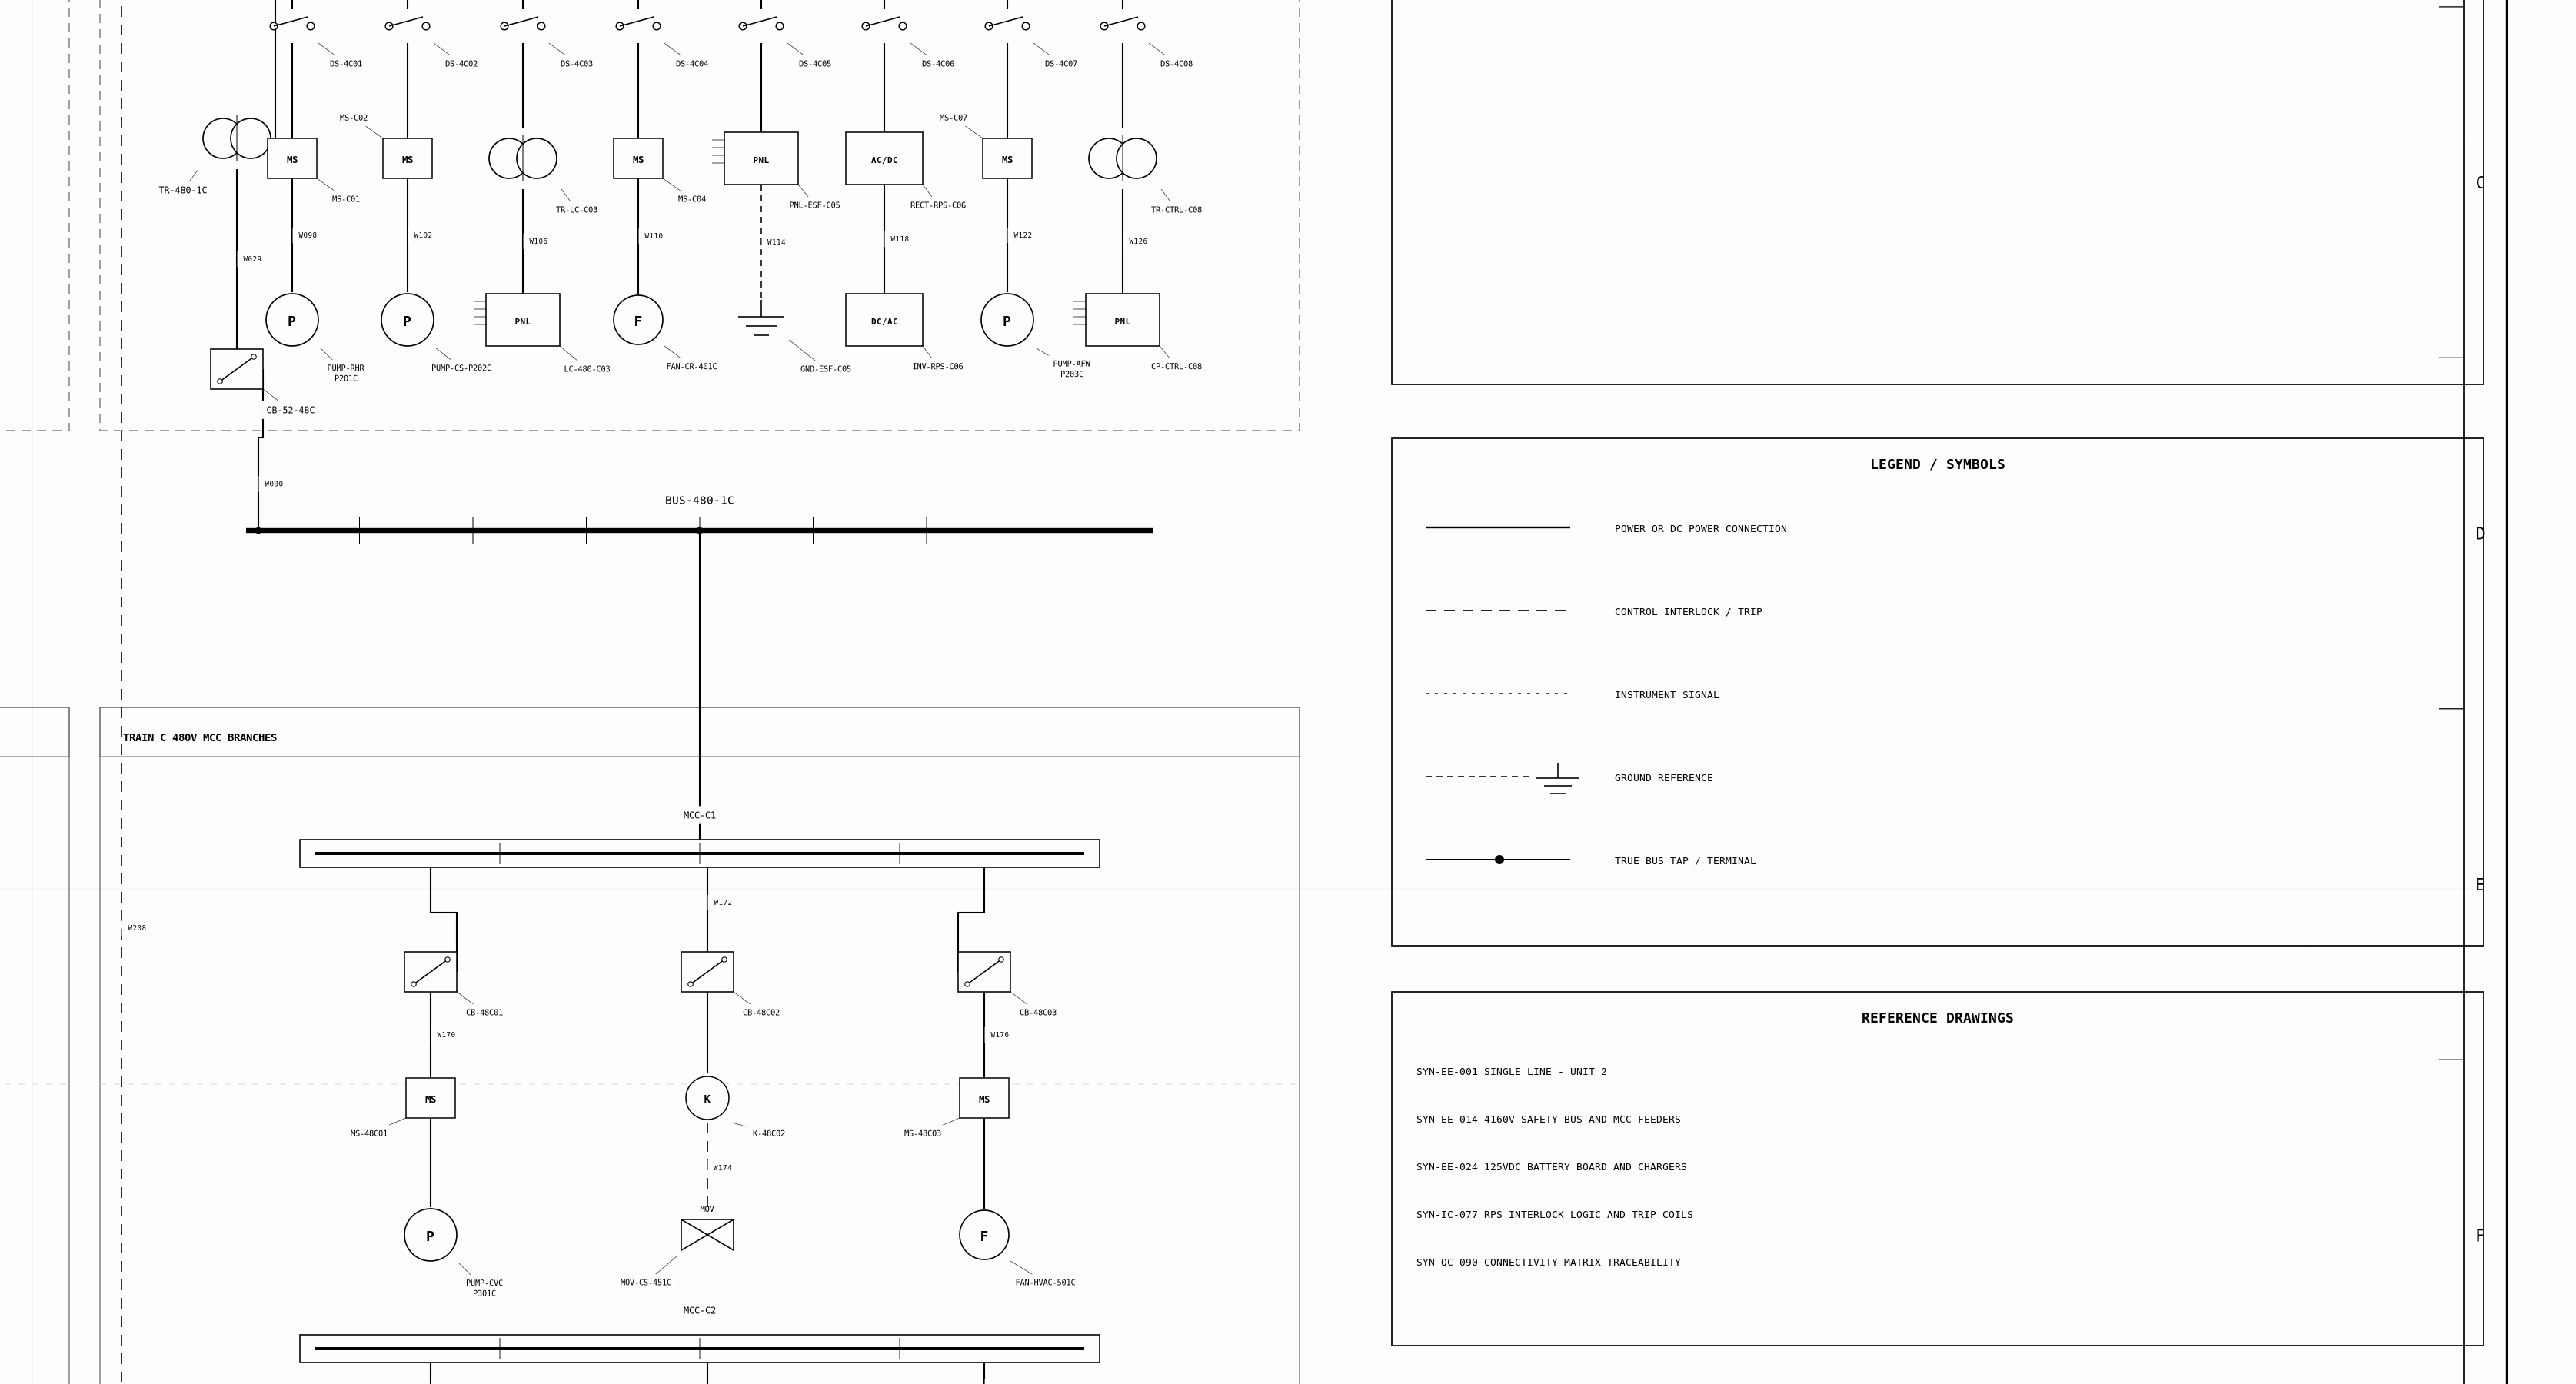 DS-4C01
DS-4C02
DS-4C03
DS-4C04
DS-4C05
DS-4C06
DS-4C07
DS-4C08
MS-C02
MS-C07
MS
MS
MS
PNL
AC/DC
MS
TR-480-1C
MS-C01
TR-LC-C03
MS-C04
PNL-ESF-C05
RECT-RPS-C06
TR-CTRL-C08
C
W029
W098
W102
W106
W110
W114
W118
W122
W126
P
P
PNL
F
DC/AC
P
PNL
PUMP-RHR
P201C
PUMP-CS-P202C
LC-480-C03
FAN-CR-401C
GND-ESF-C05
INV-RPS-C06
PUMP-AFW
P203C
CP-CTRL-C08
CB-52-48C
W030
BUS-480-1C
TRAIN C 480V MCC BRANCHES
MCC-C1
W172
W208
CB-48C01
CB-48C02
CB-48C03
W170
W176
MS
K
MS
MS-48C01
K-48C02
MS-48C03
W174
MOV
P
F
MOV-CS-451C
PUMP-CVC
P301C
FAN-HVAC-501C
MCC-C2
LEGEND / SYMBOLS
POWER OR DC POWER CONNECTION
D
CONTROL INTERLOCK / TRIP
INSTRUMENT SIGNAL
GROUND REFERENCE
TRUE BUS TAP / TERMINAL
E
REFERENCE DRAWINGS
SYN-EE-001 SINGLE LINE - UNIT 2
SYN-EE-014 4160V SAFETY BUS AND MCC FEEDERS
SYN-EE-024 125VDC BATTERY BOARD AND CHARGERS
SYN-IC-077 RPS INTERLOCK LOGIC AND TRIP COILS
F
SYN-QC-090 CONNECTIVITY MATRIX TRACEABILITY